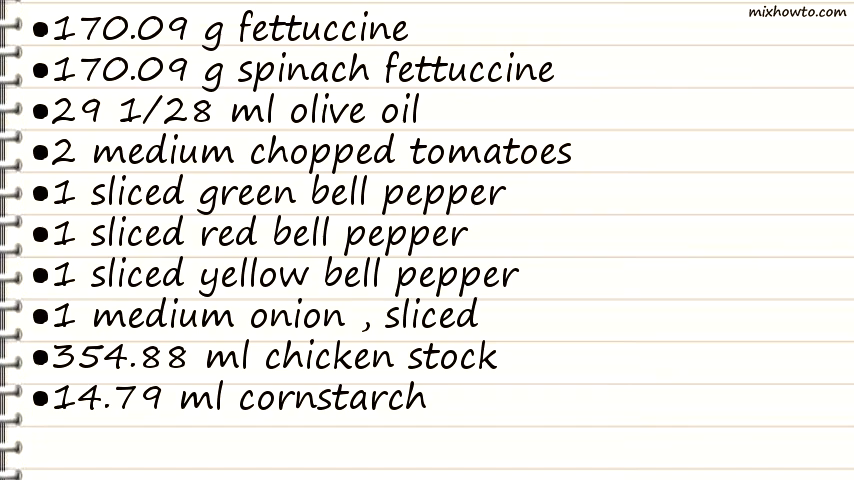 mixhowto.com
•170.09 g fettuccine
•170.09 g spinach fettuccine
•29 1/28 ml olive oil
•2 medium chopped tomatoes
•1 sliced green bell pepper
•1 sliced red bell pepper
•1 sliced yellow bell pepper
•1 medium onion , sliced
•354.88 ml chicken stock
•14.79 ml cornstarch